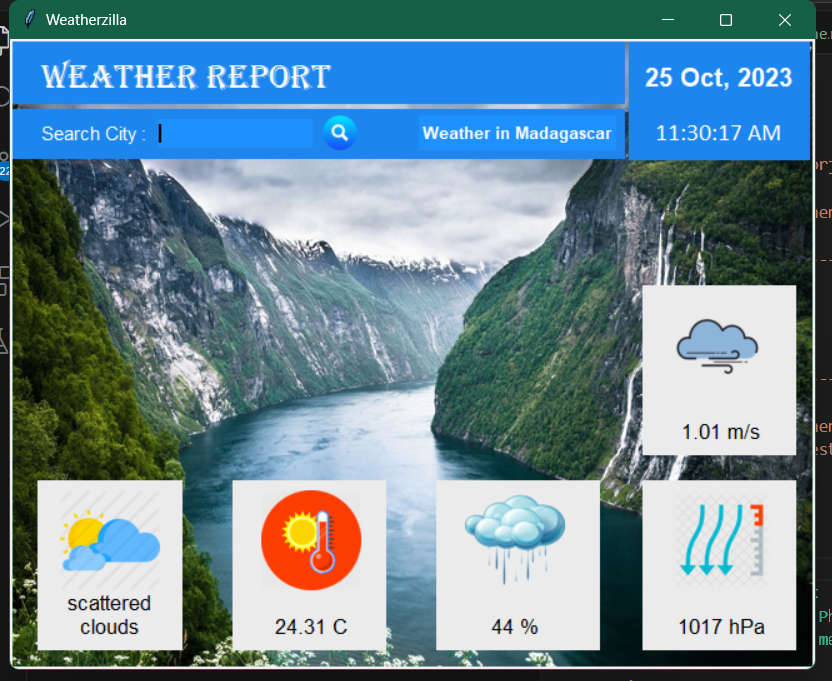 Weatherzilla
WEATHER REPORT
25 Oct, 2023
Search City :
Weather in Madagascar
11:30:17 AM
1.01 m/s
scattered
clouds
24.31 C
44 %
1017 hPa